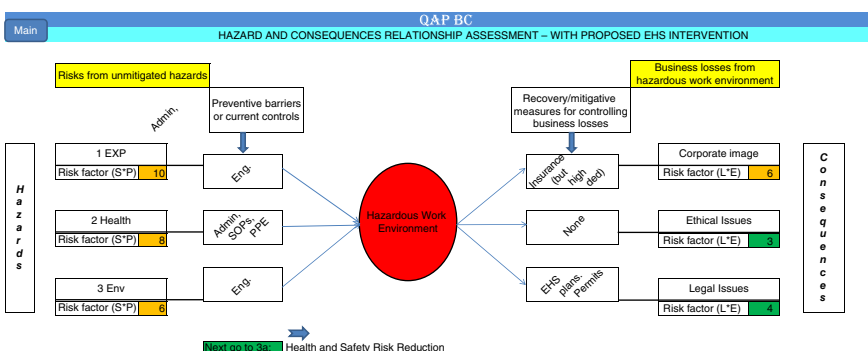 QAP BC
Main
HAZARD AND CONSEQUENCES RELATIONSHIP ASSESSMENT – WITH PROPOSED EHS INTERVENTION
Risks from unmitigated hazards
Business losses from
hazardous work environment
Admin,
Preventive barriers
or current controls
Recovery/mitigative
measures for controlling
business losses
Hazards
1 EXP
Risk factor (S*P) 10
Eng.
2 Health
Risk factor (S*P) 8
Admin,
SOPs,
PPE
3 Env
Risk factor (S*P) 6
Eng.
Hazardous Work
Environment
Insurance
(but
high
ded)
Corporate image
Risk factor (L*E) 6
None
Ethical Issues
Risk factor (L*E) 3
EHS
plans.
Permits
Legal Issues
Risk factor (L*E) 4
Consequences
Next go to 3a: Health and Safety Risk Reduction